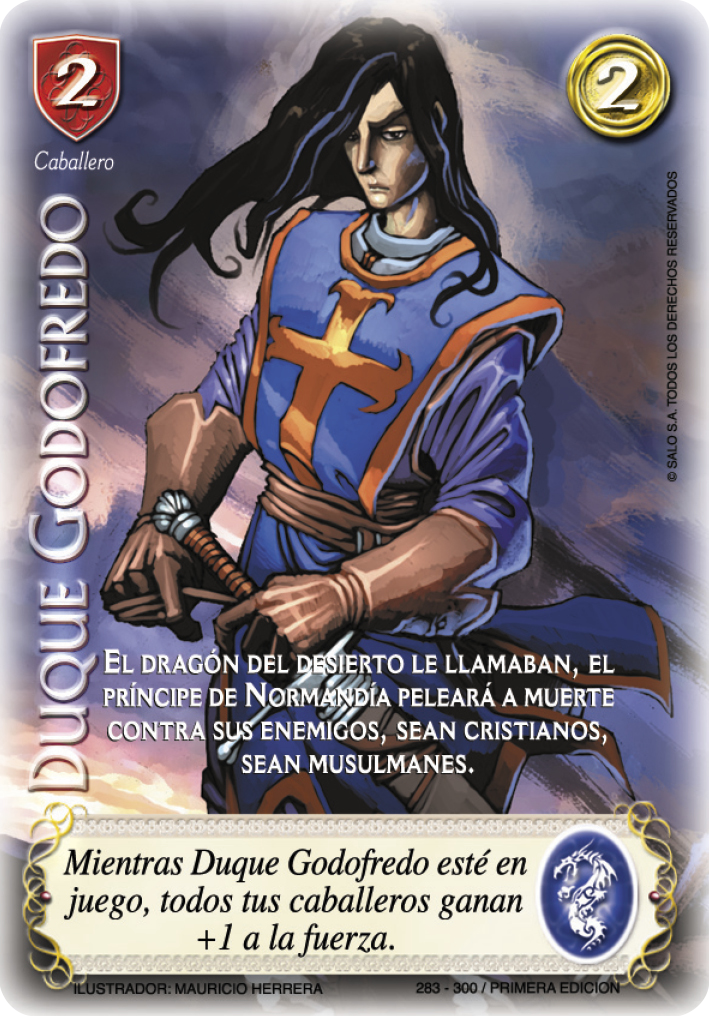 2
2
Caballero
DUQUE GODOFREDO
© SALO S.A. TODOS LOS DERECHOS RESERVADOS
EL DRAGÓN DEL DESIERTO LE LLAMABAN, EL
PRÍNCIPE DE NORMANDÍA PELEARÁ A MUERTE
CONTRA SUS ENEMIGOS, SEAN CRISTIANOS,
SEAN MUSULMANES.
Mientras Duque Godofredo esté en
juego, todos tus caballeros ganan
+1 a la fuerza.
ILUSTRADOR: MAURICIO HERRERA
283 - 300 / PRIMERA EDICION